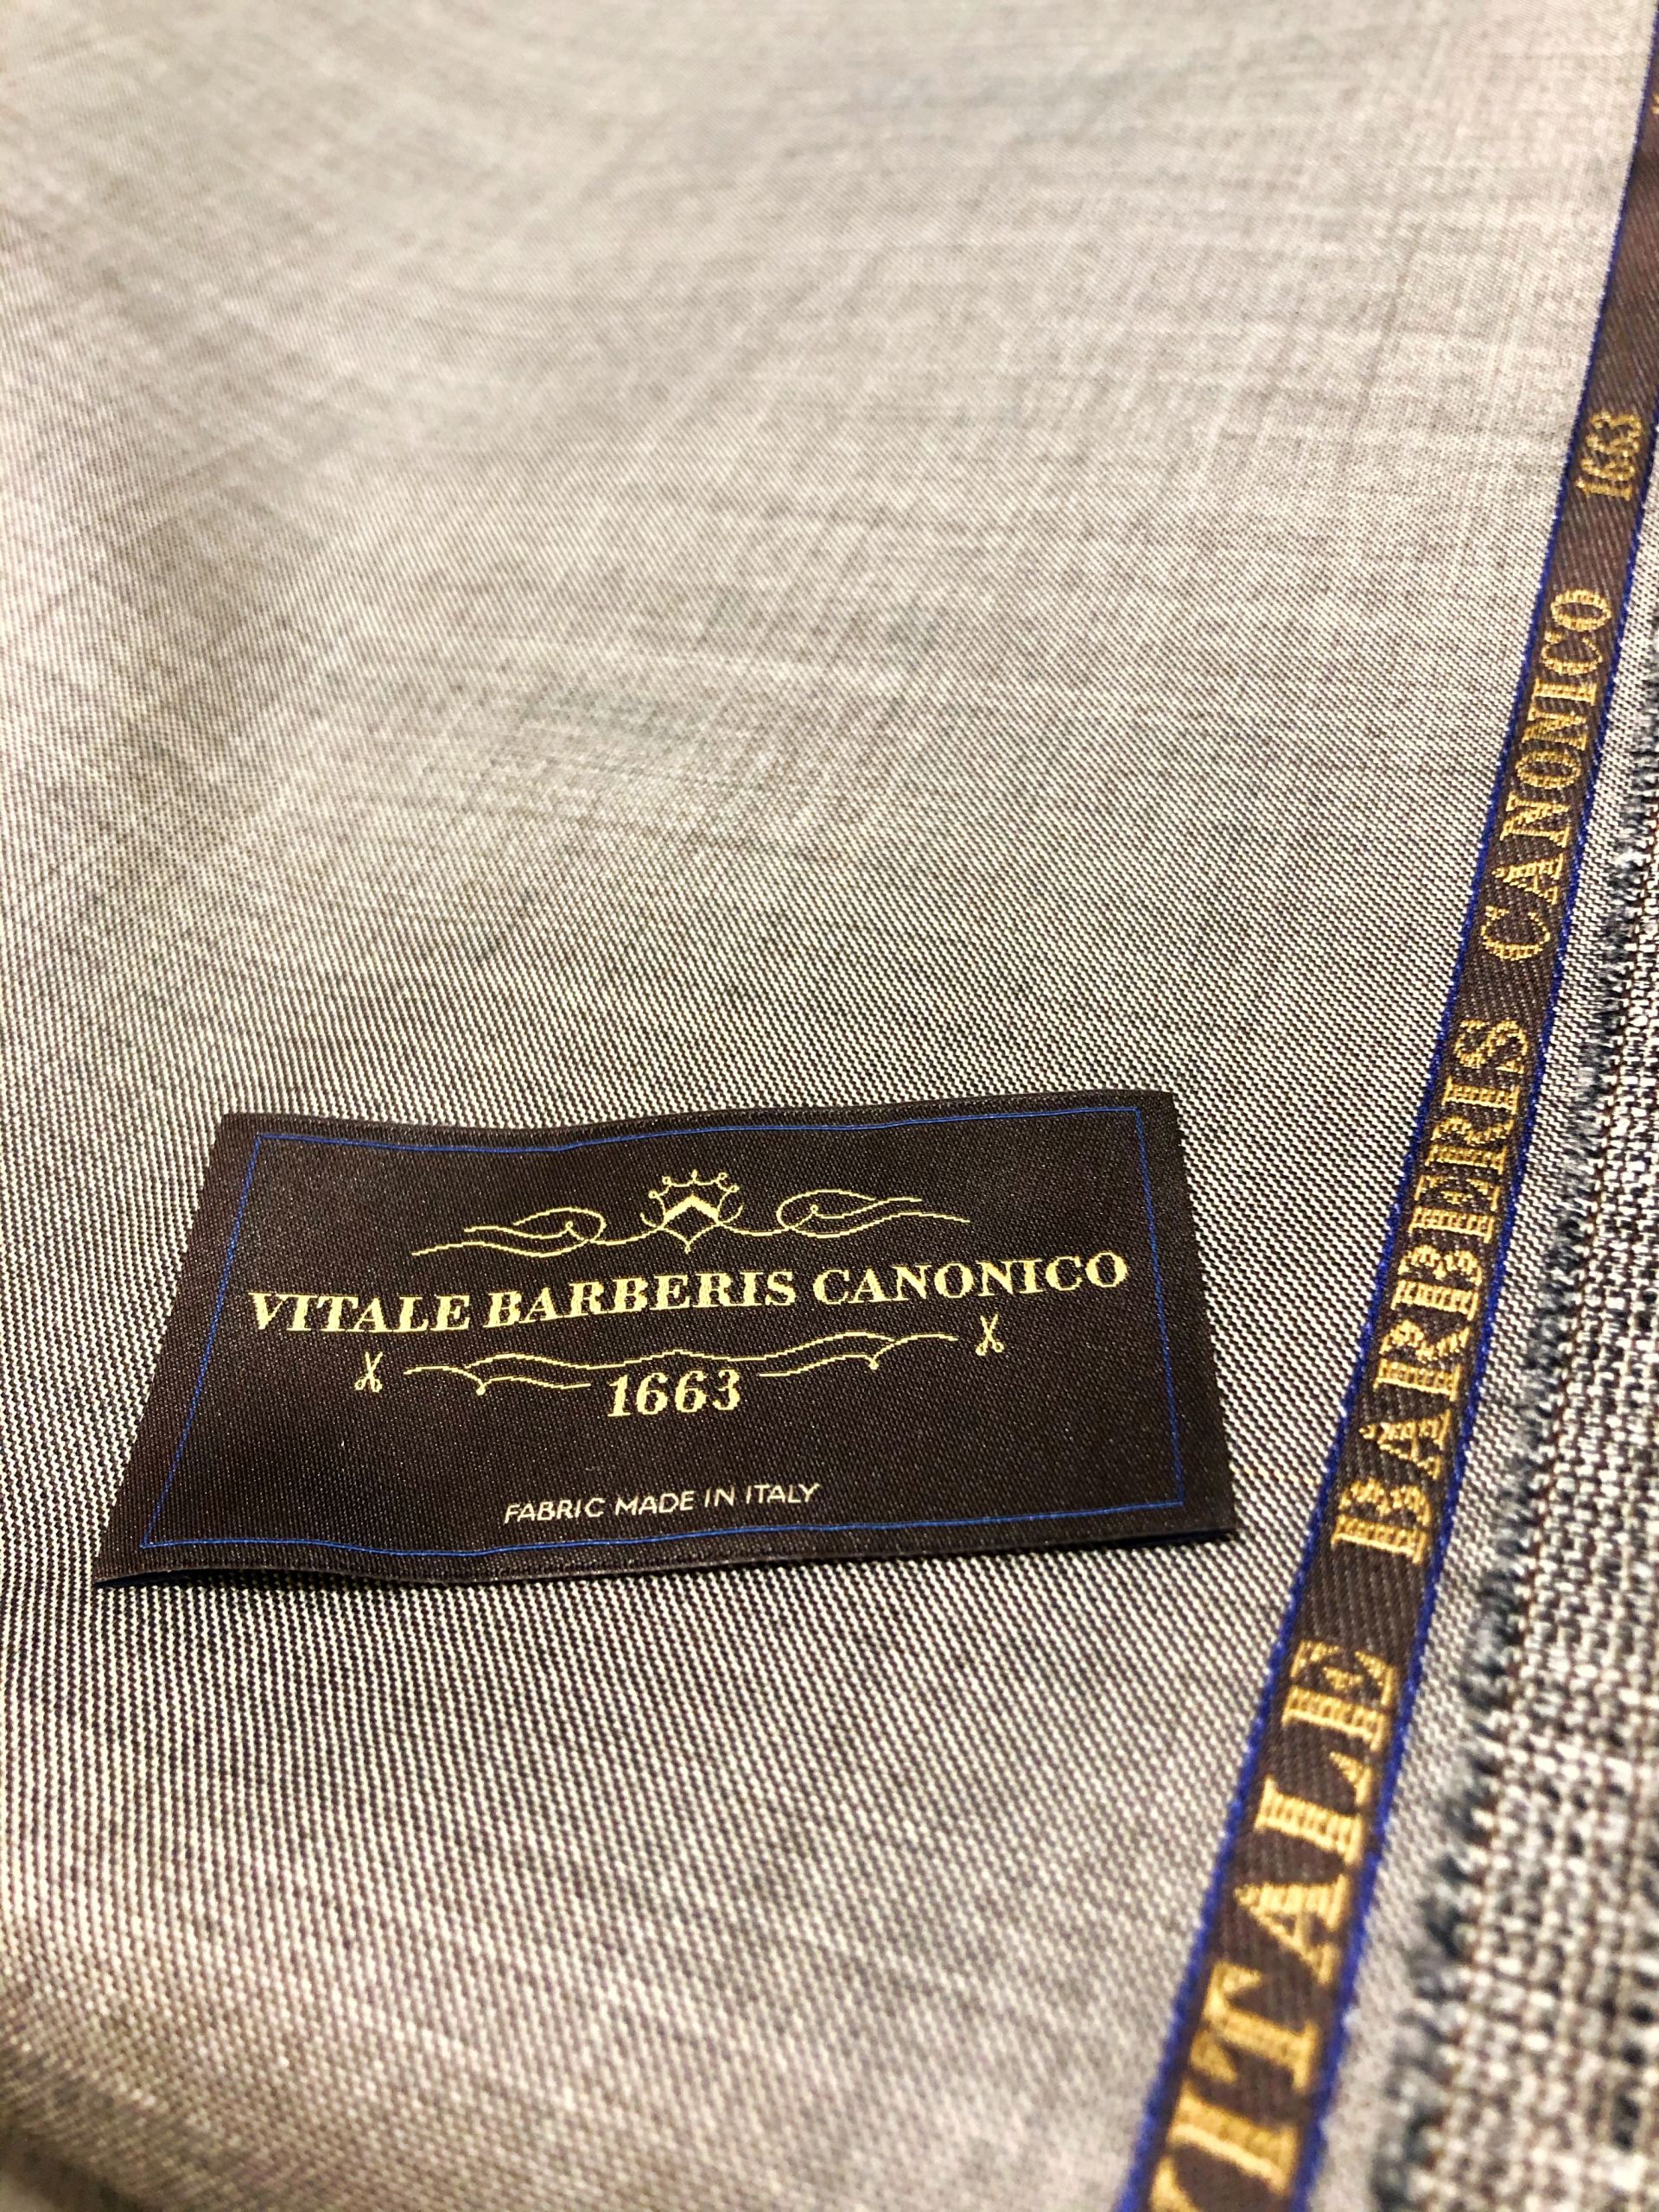 VITALE BARBERIS CANONICO
1663
FABRIC MADE IN ITALY
VITALE BARBERIS CANONICO 1663